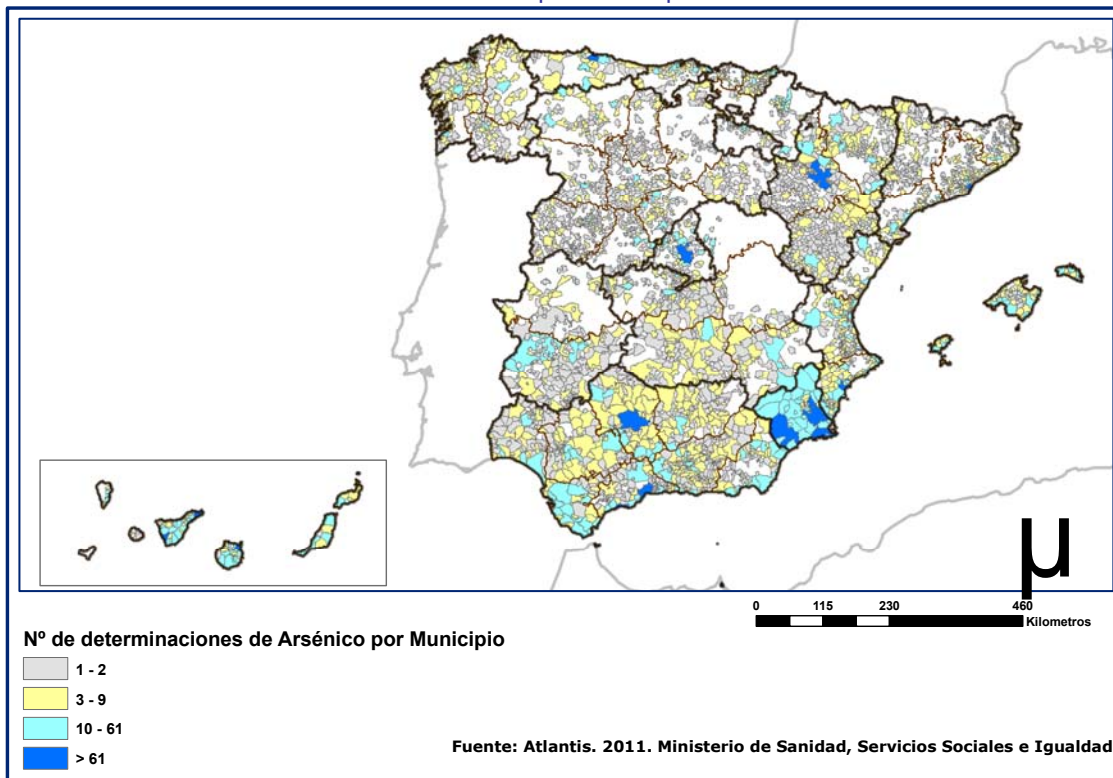 µ
0 115 230 460
Kilometros
Nº de determinaciones de Arsénico por Municipio
1 - 2
3 - 9
10 - 61
> 61
Fuente: Atlantis. 2011. Ministerio de Sanidad, Servicios Sociales e Igualdad